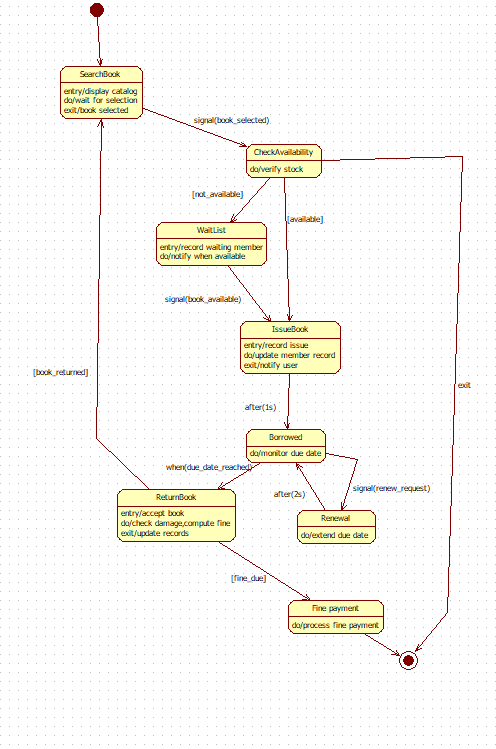 SearchBook
entry/display catalog
do/wait for selection
exit/book selected
signal(book_selected)
CheckAvailability
do/verify stock
[not_available]
[available]
WaitList
entry/record waiting member
do/notify when available
signal(book_available)
IssueBook
entry/record issue
do/update member record
exit/notify user
[book_returned]
exit
after(1s)
Borrowed
do/monitor due date
when(due_date_reached)
signal(renew_request)
after(2s)
ReturnBook
entry/accept book
do/check damage,compute fine
exit/update records
Renewal
do/extend due date
[fine_due]
Fine payment
do/process fine payment